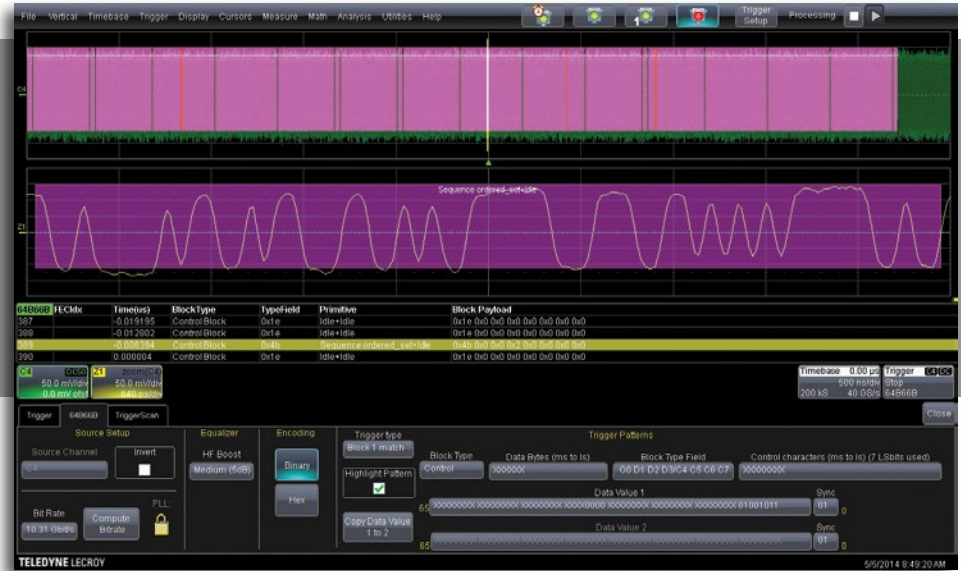 File Vertical Timebase Trigger Display Cursors Measure Math Analysis Utilities Help
1
Trigger Setup
Processing:
C4
Sequence ordered_set+Idle
Z1
64B66B FECIdx Time(us) BlockType TypeField Primitive Block Payload
387 -0.019195 Control Block 0x1e Idle+Idle 0x1e 0x0 0x0 0x0 0x0 0x0 0x0 0x0
388 -0.012802 Control Block 0x1e Idle+Idle 0x1e 0x0 0x0 0x0 0x0 0x0 0x0 0x0
389 -0.006394 Control Block 0x4b Sequence ordered_set+Idle 0x4b 0x0 0x0 0x2 0x0 0x0 0x0 0x0
390 0.000004 Control Block 0x1e Idle+Idle 0x1e 0x0 0x0 0x0 0x0 0x0 0x0 0x0
C4 DC50
50.0 mV/div
0.0 mV ofst
Z1 zoom(C4)
50.0 mV/div
640 ps/div
Timebase 0.00 µs
500 ns/div
200 kS 40 GS/s
Trigger C4 DC
Stop
64B66B
Trigger 64B66B TriggerScan
Close
Source Setup
Source Channel
C4
Invert
Bit Rate
10.31 Gbit/s
Compute Bitrate
PLL:
Equalizer
HF Boost
Medium (5dB)
Encoding
Binary
Hex
Trigger type
Block 1 match
Highlight Pattern
Copy Data Value 1 to 2
Trigger Patterns
Block Type
Control
Data Bytes (ms to ls)
XXXXXX
Block Type Field
O0 D1 D2 D3/C4 C5 C6 C7
Control characters (ms to ls) (7 LSbits used)
XXXXXXXX
Data Value 1
Sync
65
01
0
Data Value 2
Sync
65
01
0
TELEDYNE LECROY
5/5/2014 8:49:20 AM